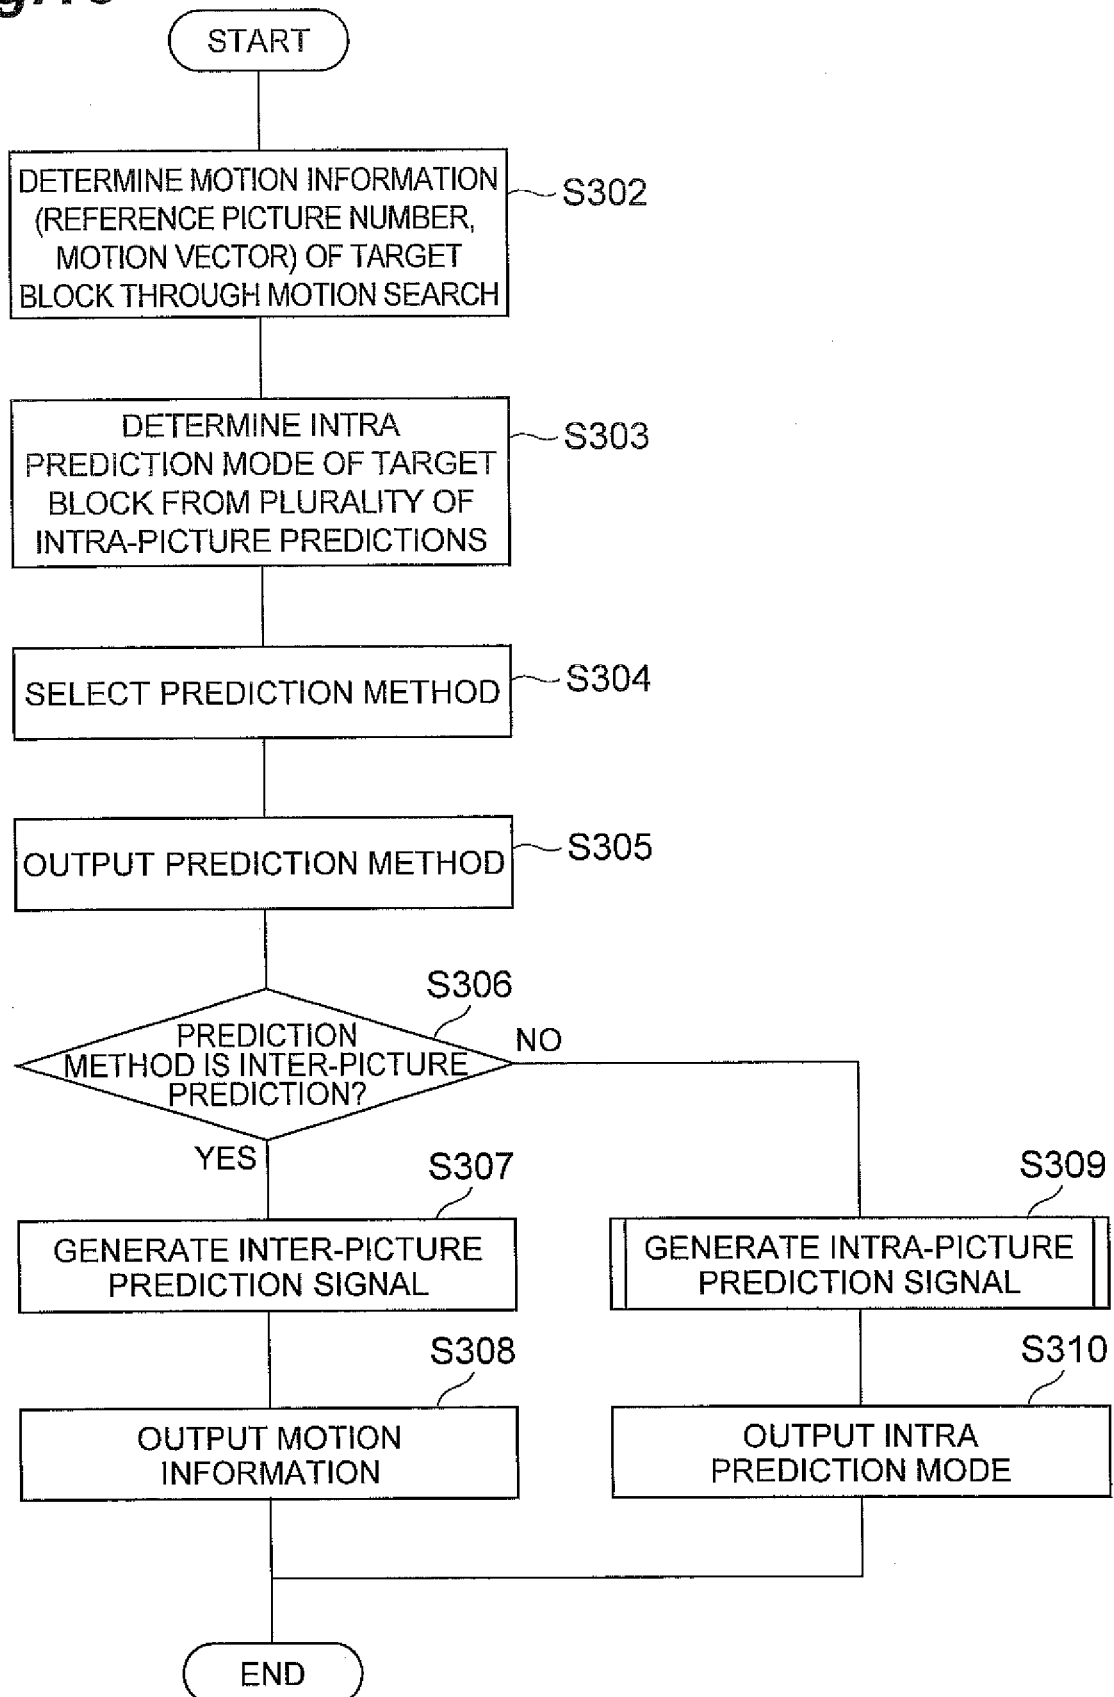 START
DETERMINE MOTION INFORMATION
(REFERENCE PICTURE NUMBER,
MOTION VECTOR) OF TARGET
BLOCK THROUGH MOTION SEARCH
S302
DETERMINE INTRA
PREDICTION MODE OF TARGET
BLOCK FROM PLURALITY OF
INTRA-PICTURE PREDICTIONS
S303
SELECT PREDICTION METHOD
S304
OUTPUT PREDICTION METHOD
S305
S306
PREDICTION
METHOD IS INTER-PICTURE
PREDICTION?
NO
YES
S307
GENERATE INTER-PICTURE
PREDICTION SIGNAL
S309
GENERATE INTRA-PICTURE
PREDICTION SIGNAL
S308
OUTPUT MOTION
INFORMATION
S310
OUTPUT INTRA
PREDICTION MODE
END